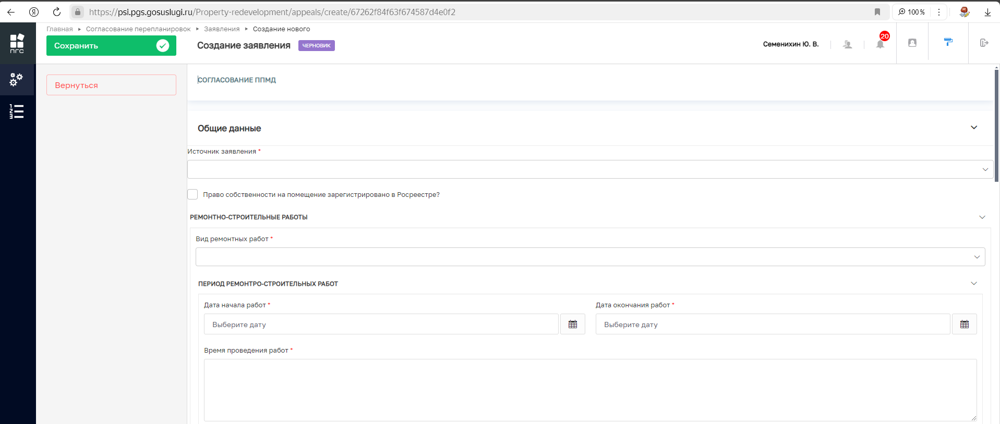 https://psi.pgs.gosuslugi.ru/Property-redevelopment/appeals/create/67262f84f63f674587d4e0f2
100 %
Главная ▸ Согласование перепланировок ▸ Заявления ▸ Создание нового
пгс
Сохранить
Создание заявления
ЧЕРНОВИК
Семенихин Ю. В.
20
Вернуться
СОГЛАСОВАНИЕ ППМД
Общие данные
Источник заявления *
Право собственности на помещение зарегистрировано в Росреестре?
РЕМОНТНО-СТРОИТЕЛЬНЫЕ РАБОТЫ
Вид ремонтных работ *
ПЕРИОД РЕМОНТРО-СТРОИТЕЛЬНЫХ РАБОТ
Дата начала работ *
Дата окончания работ *
Выберите дату
Выберите дату
Время проведения работ *